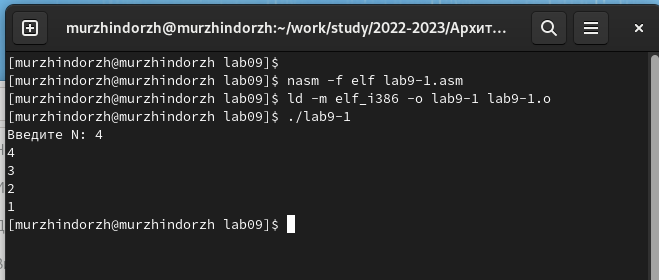 murzhindorzh@murzhindorzh:~/work/study/2022-2023/Архит...
[murzhindorzh@murzhindorzh lab09]$
[murzhindorzh@murzhindorzh lab09]$ nasm -f elf lab9-1.asm
[murzhindorzh@murzhindorzh lab09]$ ld -m elf_i386 -o lab9-1 lab9-1.o
[murzhindorzh@murzhindorzh lab09]$ ./lab9-1
Введите N: 4
4
3
2
1
[murzhindorzh@murzhindorzh lab09]$